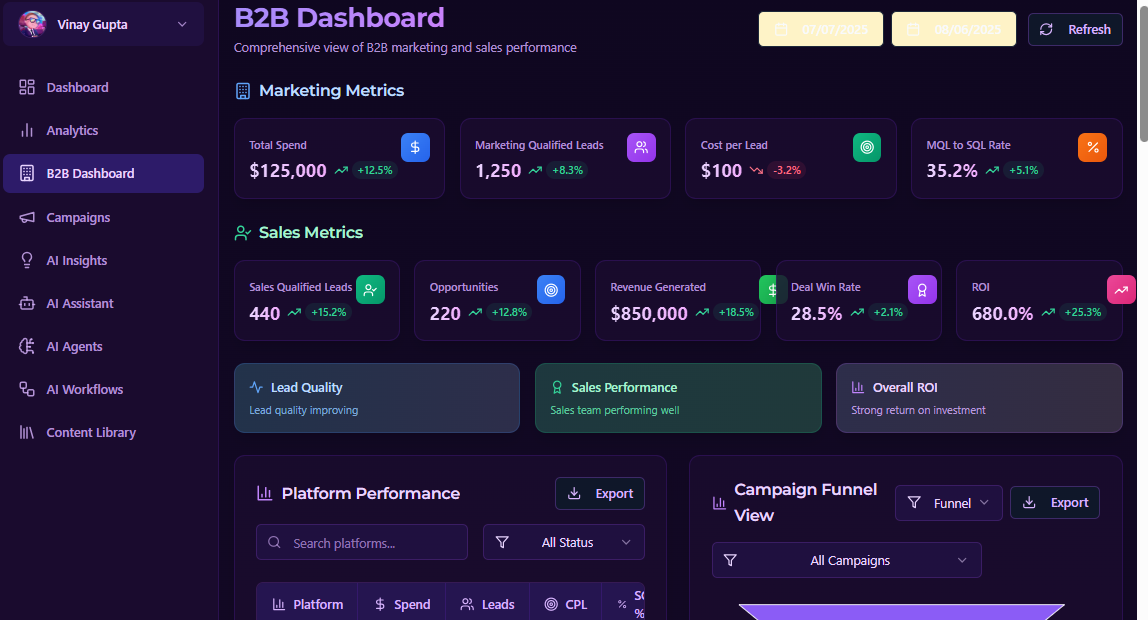 Vinay Gupta
Dashboard
Analytics
B2B Dashboard
Campaigns
AI Insights
AI Assistant
AI Agents
AI Workflows
Content Library
B2B Dashboard
Comprehensive view of B2B marketing and sales performance
07/07/2025
08/06/2025
Refresh
Marketing Metrics
Total Spend
$125,000 +12.5%
Marketing Qualified Leads
1,250 +8.3%
Cost per Lead
$100 -3.2%
MQL to SQL Rate
35.2% +5.1%
Sales Metrics
Sales Qualified Leads
440 +15.2%
Opportunities
220 +12.8%
Revenue Generated
$850,000 +18.5%
Deal Win Rate
28.5% +2.1%
ROI
680.0% +25.3%
Lead Quality
Lead quality improving
Sales Performance
Sales team performing well
Overall ROI
Strong return on investment
Platform Performance
Export
Search platforms...
All Status
Platform Spend Leads CPL
%
Campaign Funnel
View
Funnel
Export
All Campaigns